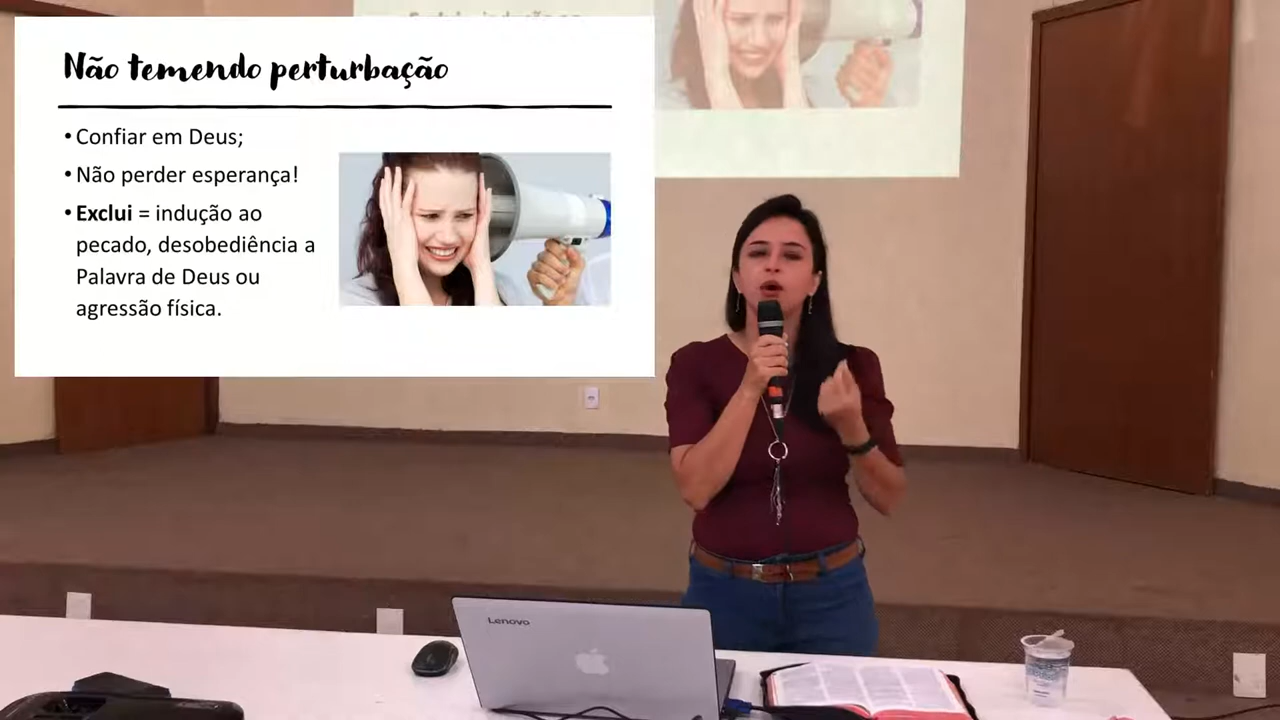 Não temendo perturbação
• Confiar em Deus;
• Não perder esperança!
• Exclui = indução ao
pecado, desobediência a
Palavra de Deus ou
agressão física.
Lenovo